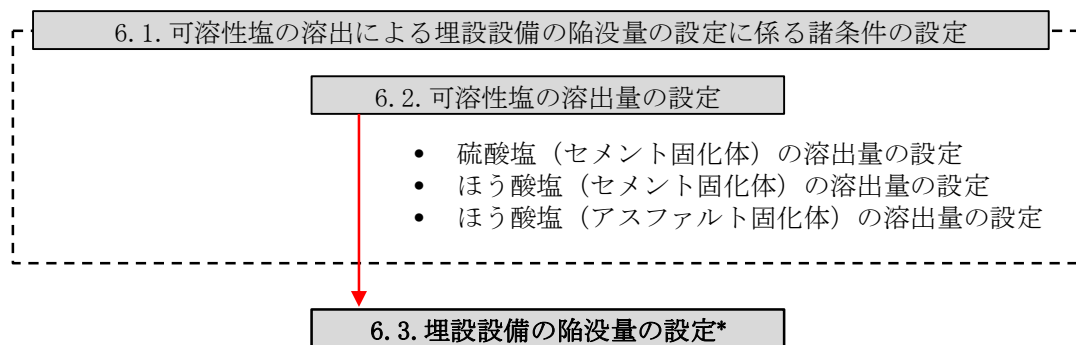 6.1.可溶性塩の溶出による埋設設備の陥没量の設定に係る諸条件の設定
6.2.可溶性塩の溶出量の設定
• 硫酸塩（セメント固化体）の溶出量の設定
• ほう酸塩（セメント固化体）の溶出量の設定
• ほう酸塩（アスファルト固化体）の溶出量の設定
6.3.埋設設備の陥没量の設定*